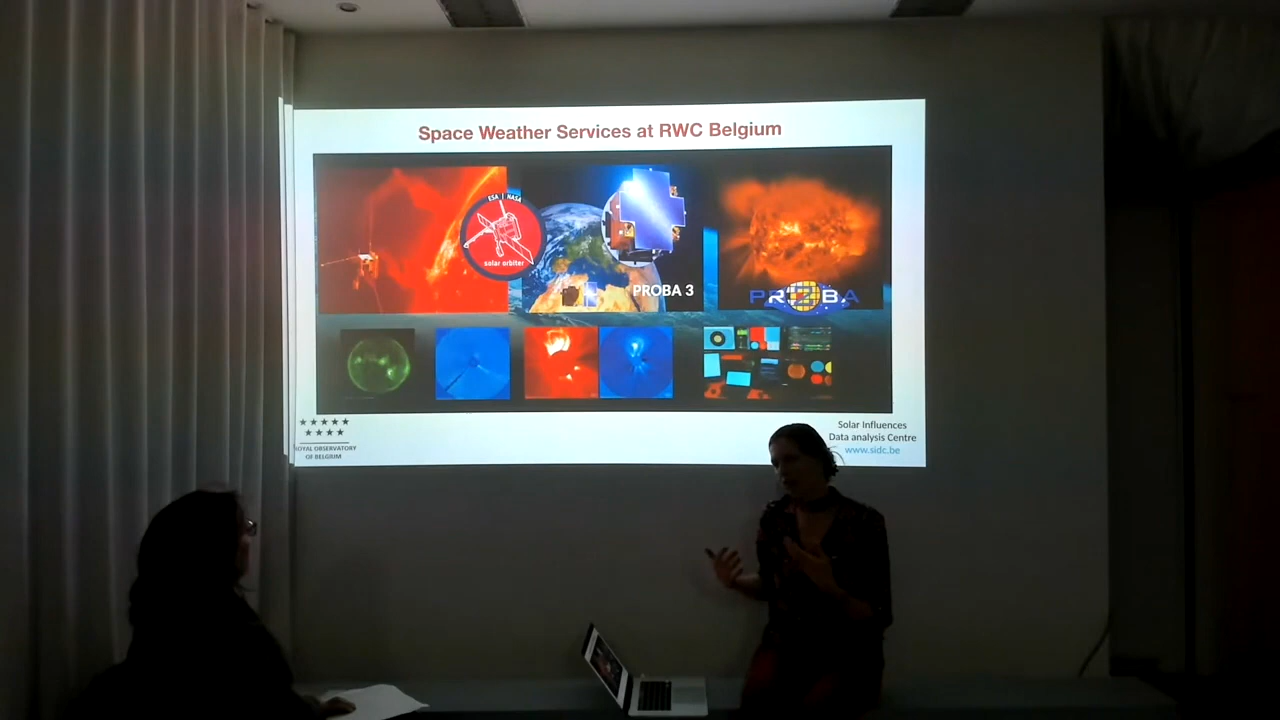 Space Weather Services at RWC Belgium
ESA | NASA
solar orbiter
PROBA 3
PROBA
ROYAL OBSERVATORY
OF BELGIUM
Solar Influences
Data analysis Centre
www.sidc.be